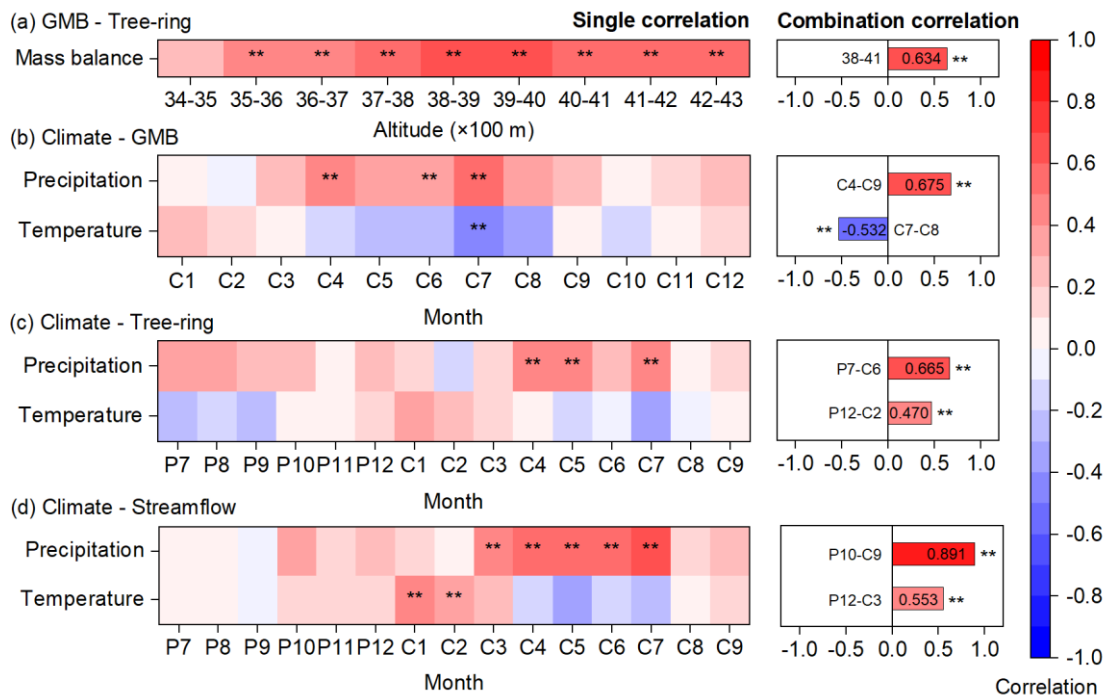 (a) GMB - Tree-ring Single correlation Combination correlation
Mass balance ** ** ** ** ** ** ** **
34-35 35-36 36-37 37-38 38-39 39-40 40-41 41-42 42-43
Altitude (×100 m)
38-41 0.634 **
-1.0 -0.5 0.0 0.5 1.0
(b) Climate - GMB
Precipitation ** ** **
Temperature **
C1 C2 C3 C4 C5 C6 C7 C8 C9 C10 C11 C12
Month
C4-C9 0.675 **
** -0.532 C7-C8
-1.0 -0.5 0.0 0.5 1.0
(c) Climate - Tree-ring
Precipitation ** ** **
Temperature
P7 P8 P9 P10 P11 P12 C1 C2 C3 C4 C5 C6 C7 C8 C9
Month
P7-C6 0.665 **
P12-C2 0.470 **
-1.0 -0.5 0.0 0.5 1.0
(d) Climate - Streamflow
Precipitation ** ** ** ** **
Temperature ** **
P7 P8 P9 P10 P11 P12 C1 C2 C3 C4 C5 C6 C7 C8 C9
Month
P10-C9 0.891 **
P12-C3 0.553 **
-1.0 -0.5 0.0 0.5 1.0
1.0
0.8
0.6
0.4
0.2
0.0
-0.2
-0.4
-0.6
-0.8
-1.0
Correlation